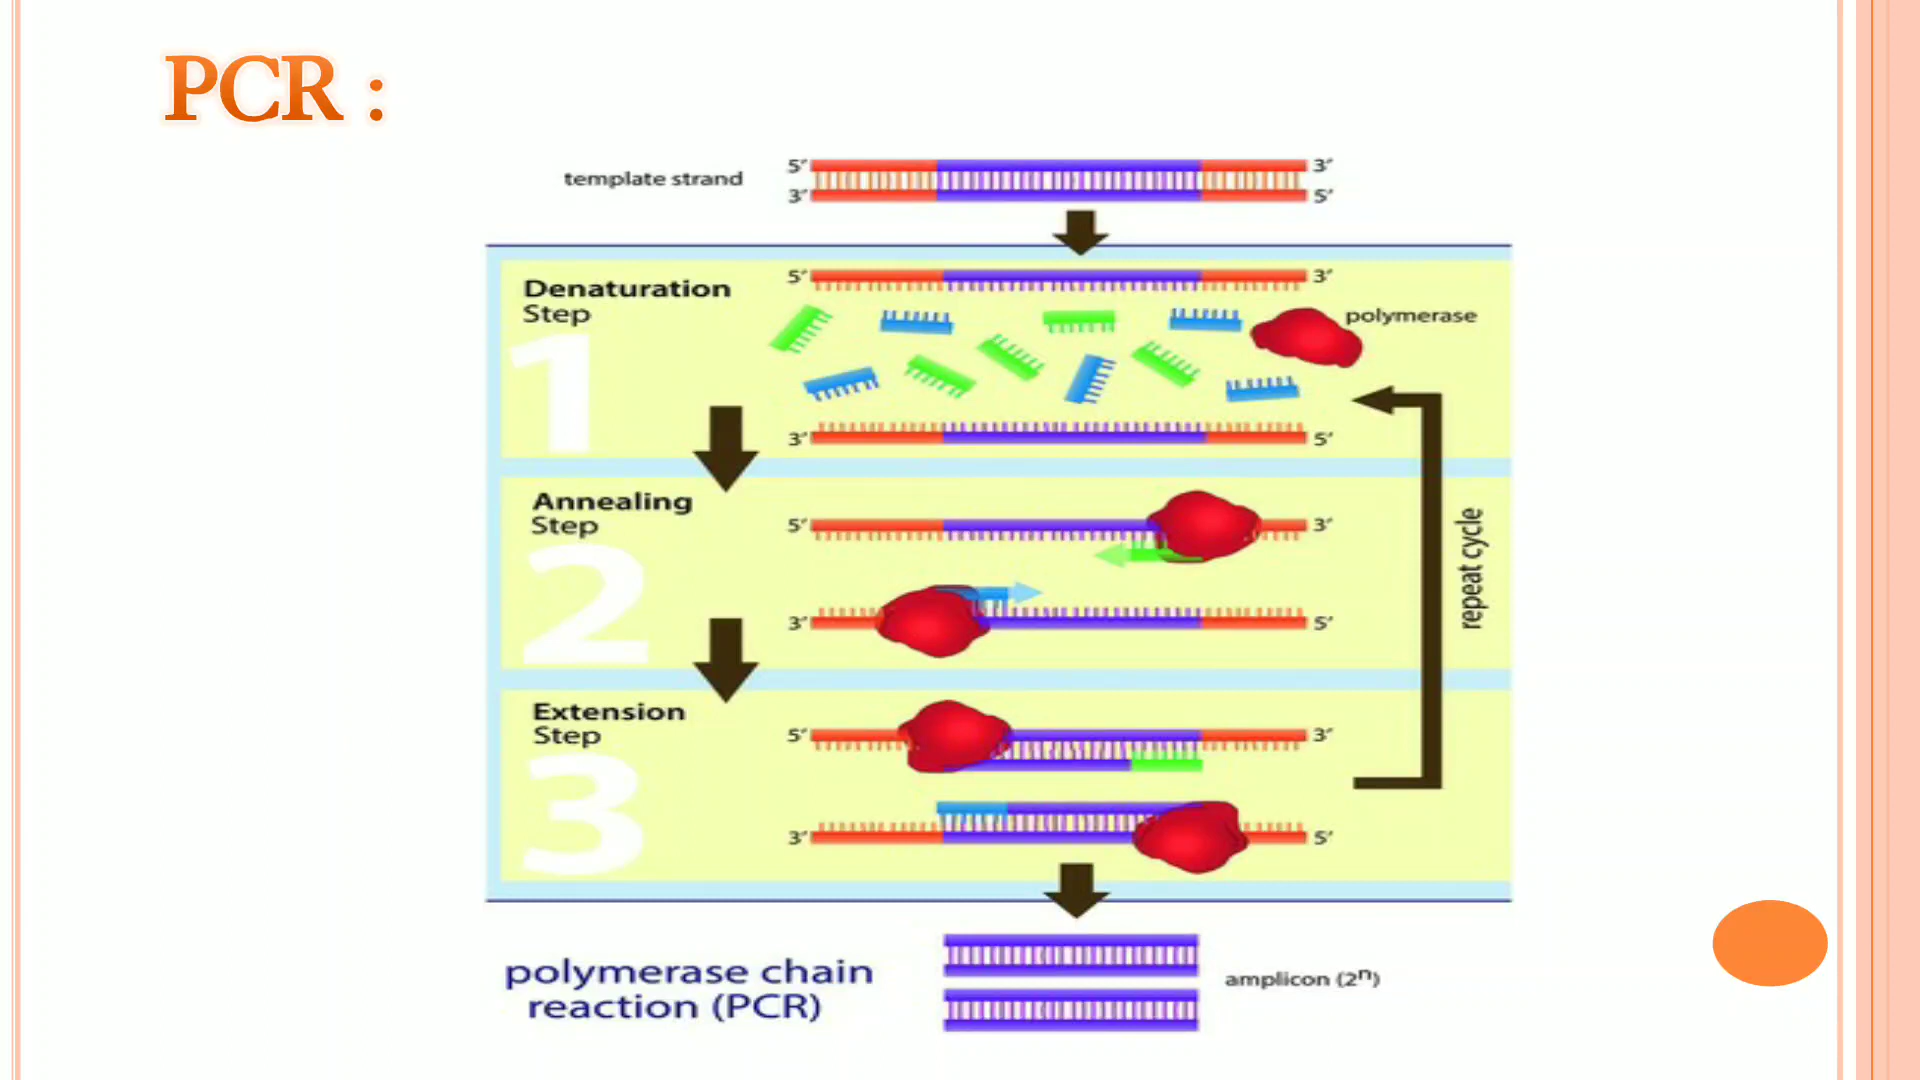 PCR :
template strand
5′ 3′
3′ 5′
5′ 3′
Denaturation
Step
1
polymerase
3′ 5′
Annealing
Step
2
5′ 3′
3′ 5′
repeat cycle
Extension
Step
3
5′ 3′
3′ 5′
polymerase chain
reaction (PCR)
amplicon (2ⁿ)